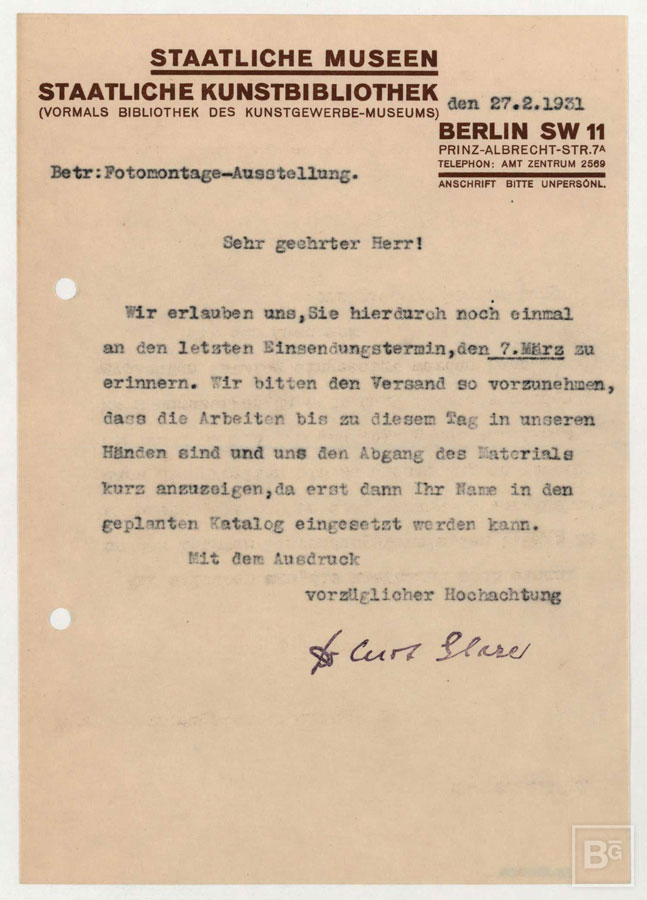 STAATLICHE MUSEEN
STAATLICHE KUNSTBIBLIOTHEK
(VORMALS BIBLIOTHEK DES KUNSTGEWERBE-MUSEUMS)
den 27.2.1931
BERLIN SW 11
PRINZ-ALBRECHT-STR.7A
TELEPHON: AMT ZENTRUM 2569
ANSCHRIFT BITTE UNPERSÖNL.
Betr:Fotomontage-Ausstellung.
Sehr geehrter Herr!
Wir erlauben uns,Sie hierdurch noch einmal
an den letzten Einsendungstermin,den 7.März zu
erinnern. Wir bitten den Versand so vorzunehmen,
dass die Arbeiten bis zu diesem Tag in unseren
Händen sind und uns den Abgang des Materials
kurz anzuzeigen,da erst dann Ihr Name in den
geplanten Katalog eingesetzt werden kann.
Mit dem Ausdruck
vorzüglicher Hochachtung
Dr Curt Glaser
BG